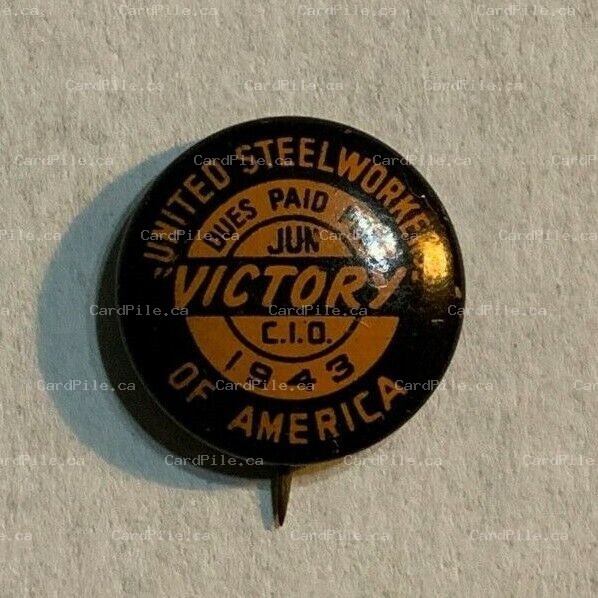 "UNITED STEELWORKERS"
DUES PAID
JUN
VICTORY
C.I.O.
1943
OF AMERICA
CardPile.ca